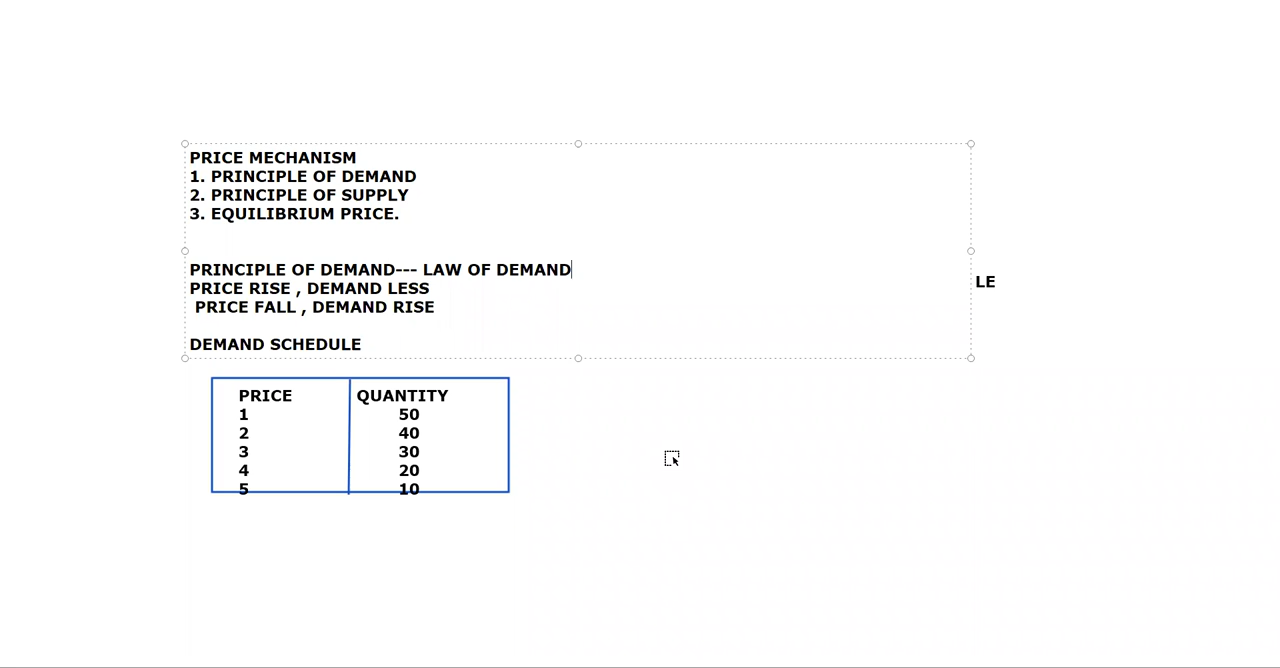 PRICE MECHANISM
1. PRINCIPLE OF DEMAND
2. PRINCIPLE OF SUPPLY
3. EQUILIBRIUM PRICE.
PRINCIPLE OF DEMAND--- LAW OF DEMAND
LE
PRICE RISE , DEMAND LESS
PRICE FALL , DEMAND RISE
DEMAND SCHEDULE
PRICE QUANTITY
1 50
2 40
3 30
4 20
5 10